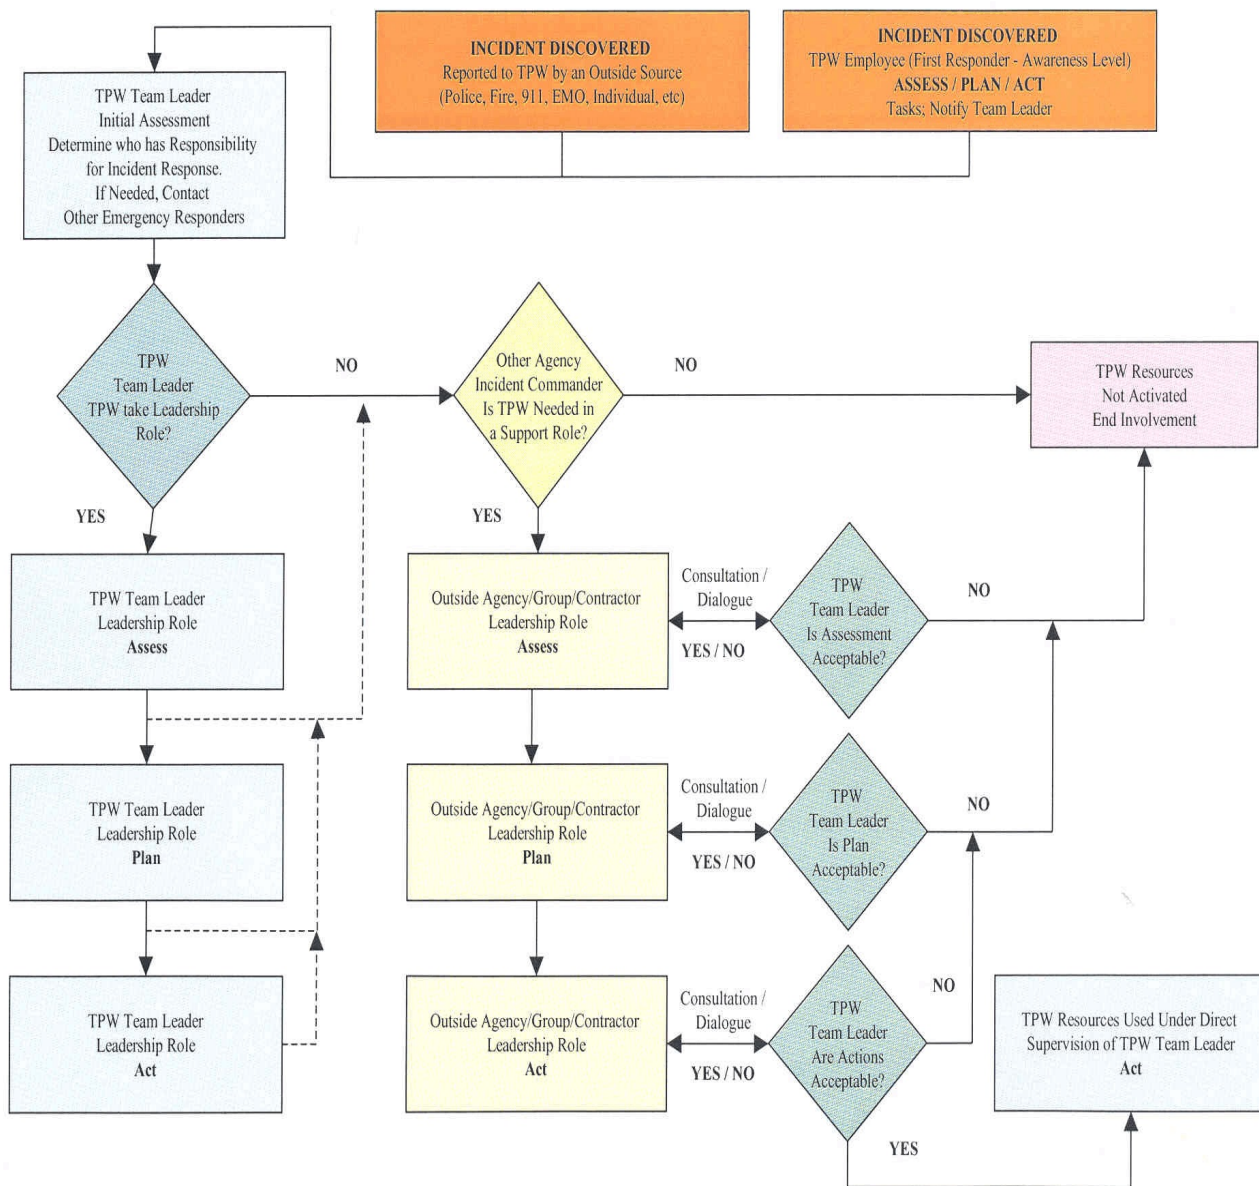 INCIDENT DISCOVERED
Reported to TPW by an Outside Source
(Police, Fire, 911, EMO, Individual, etc)
INCIDENT DISCOVERED
TPW Employee (First Responder - Awareness Level)
ASSESS / PLAN / ACT
Tasks; Notify Team Leader
TPW Team Leader
Initial Assessment
Determine who has Responsibility
for Incident Response.
If Needed, Contact
Other Emergency Responders
TPW
Team Leader
TPW take Leadership
Role?
NO
Other Agency
Incident Commander
Is TPW Needed in
a Support Role?
NO
TPW Resources
Not Activated
End Involvement
YES
YES
TPW Team Leader
Leadership Role
Assess
Outside Agency/Group/Contractor
Leadership Role
Assess
Consultation /
Dialogue
YES / NO
TPW
Team Leader
Is Assessment
Acceptable?
NO
TPW Team Leader
Leadership Role
Plan
Outside Agency/Group/Contractor
Leadership Role
Plan
Consultation /
Dialogue
YES / NO
TPW
Team Leader
Is Plan
Acceptable?
NO
TPW Team Leader
Leadership Role
Act
Outside Agency/Group/Contractor
Leadership Role
Act
Consultation /
Dialogue
YES / NO
TPW
Team Leader
Are Actions
Acceptable?
NO
TPW Resources Used Under Direct
Supervision of TPW Team Leader
Act
YES